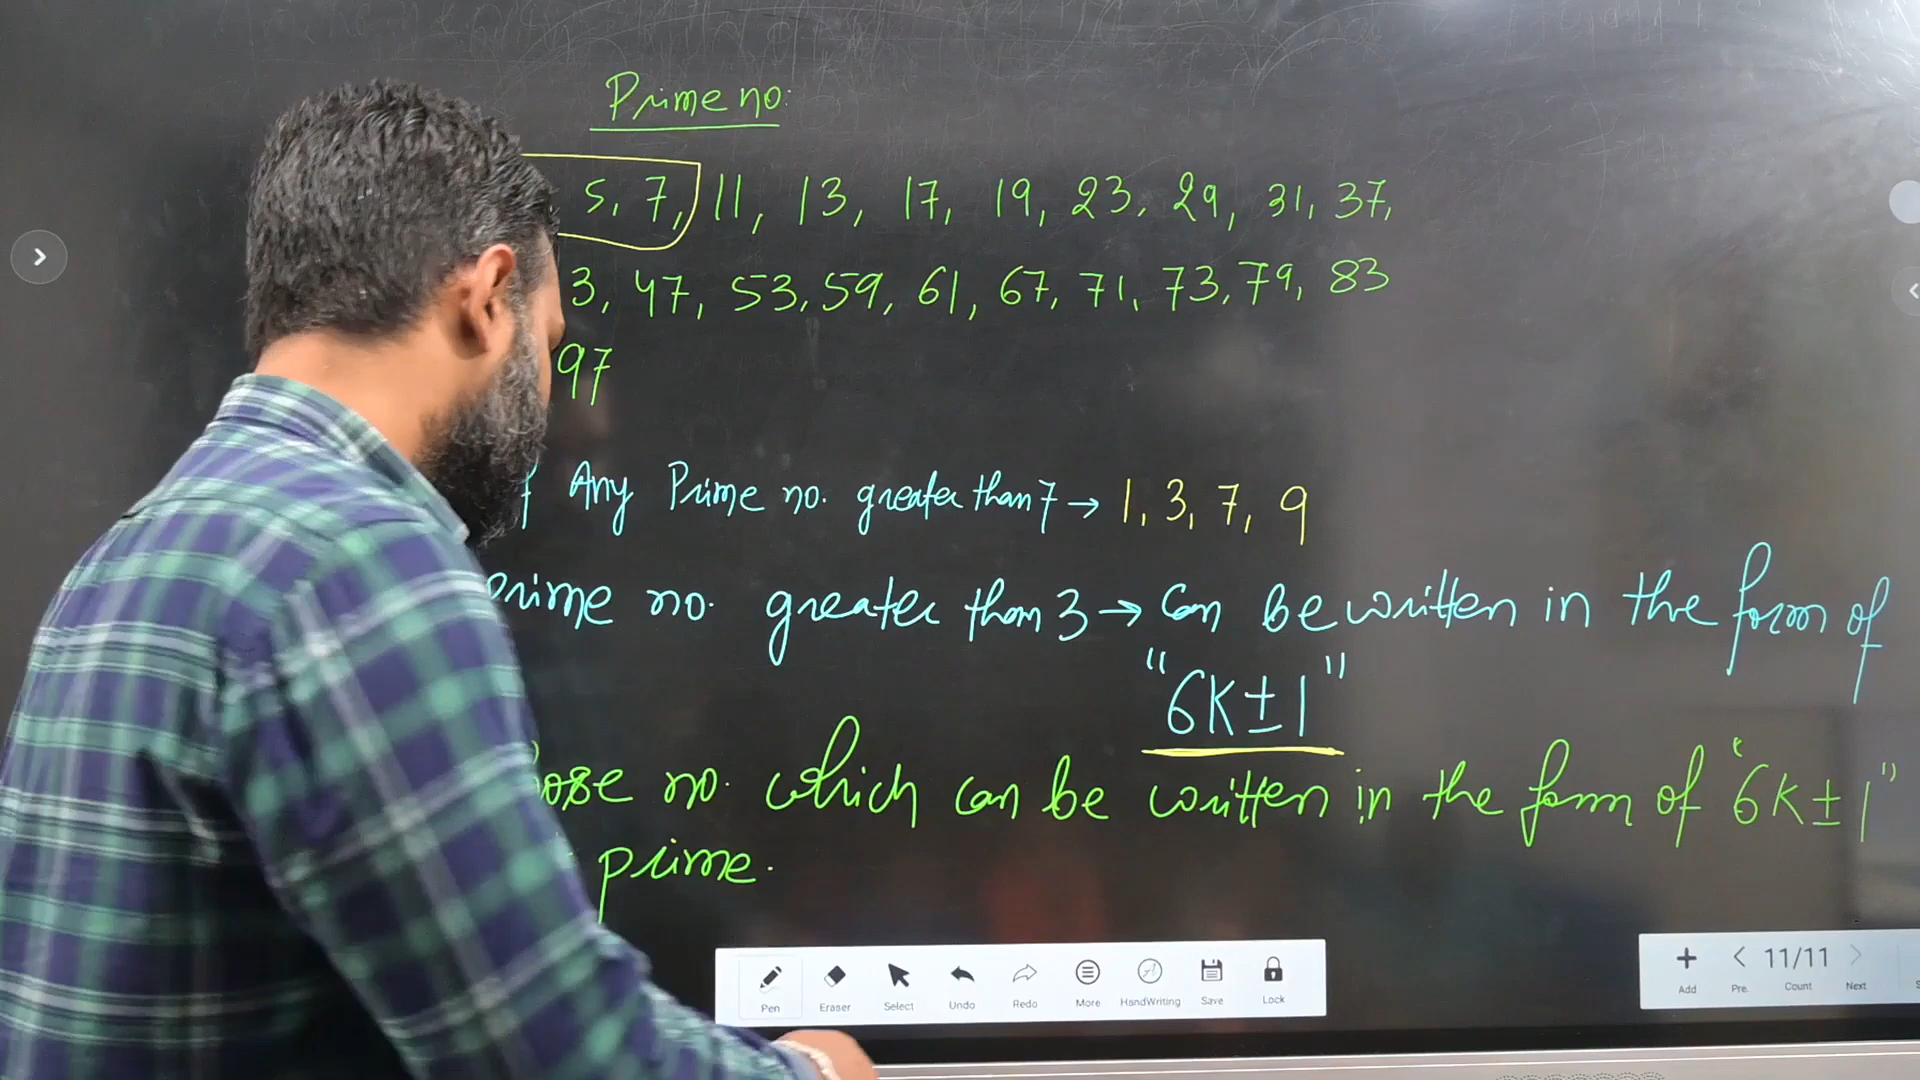 Prime no:
5, 7, 11, 13, 17, 19, 23, 29, 31, 37,
3, 47, 53, 59, 61, 67, 71, 73, 79, 83
97
Any Prime no. greater than 7 → 1, 3, 7, 9
prime no. greater than 3 → Can be written in the form of
"6K±1"
no. which can be written in the form of "6K±1"
prime.
Pen Eraser Select Undo Redo More HandWriting Save Lock
11/11
Add Pre. Count Next